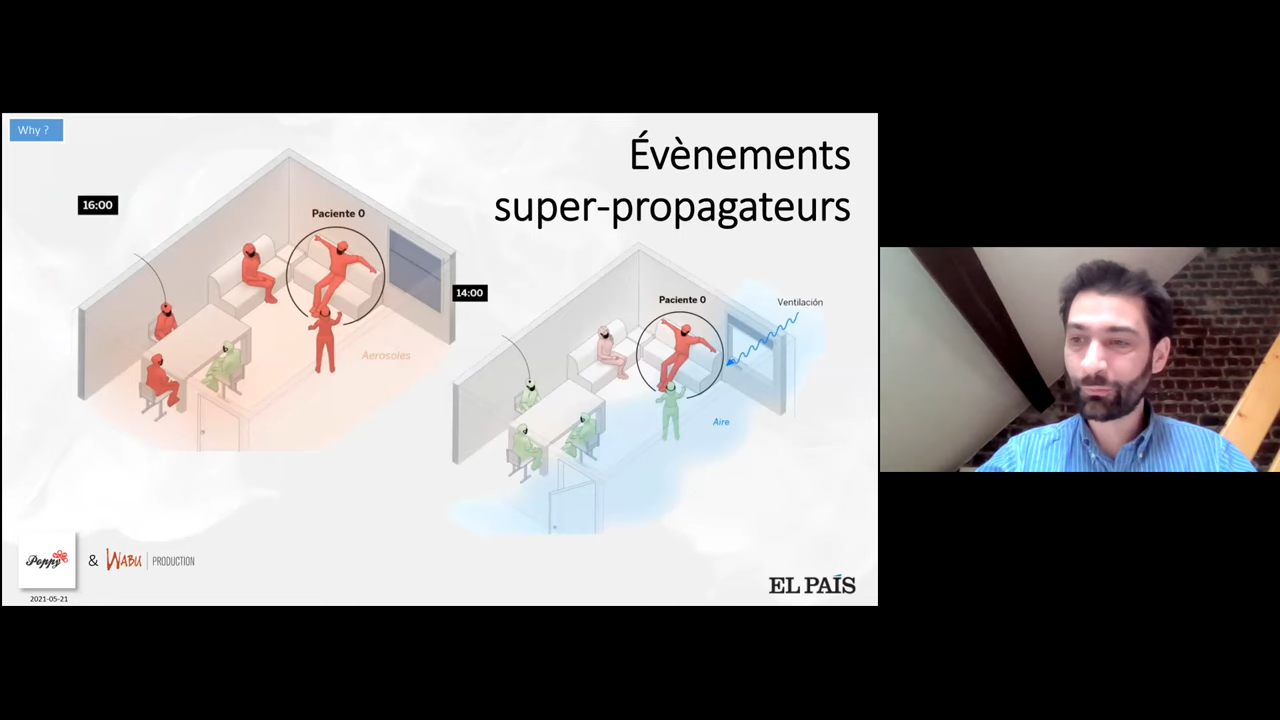 Why ?
Évènements
super-propagateurs
16:00
Paciente 0
Aerosoles
14:00
Paciente 0
Ventilación
Aire
Poppy
& WABU PRODUCTION
2021-05-21
EL PAÍS